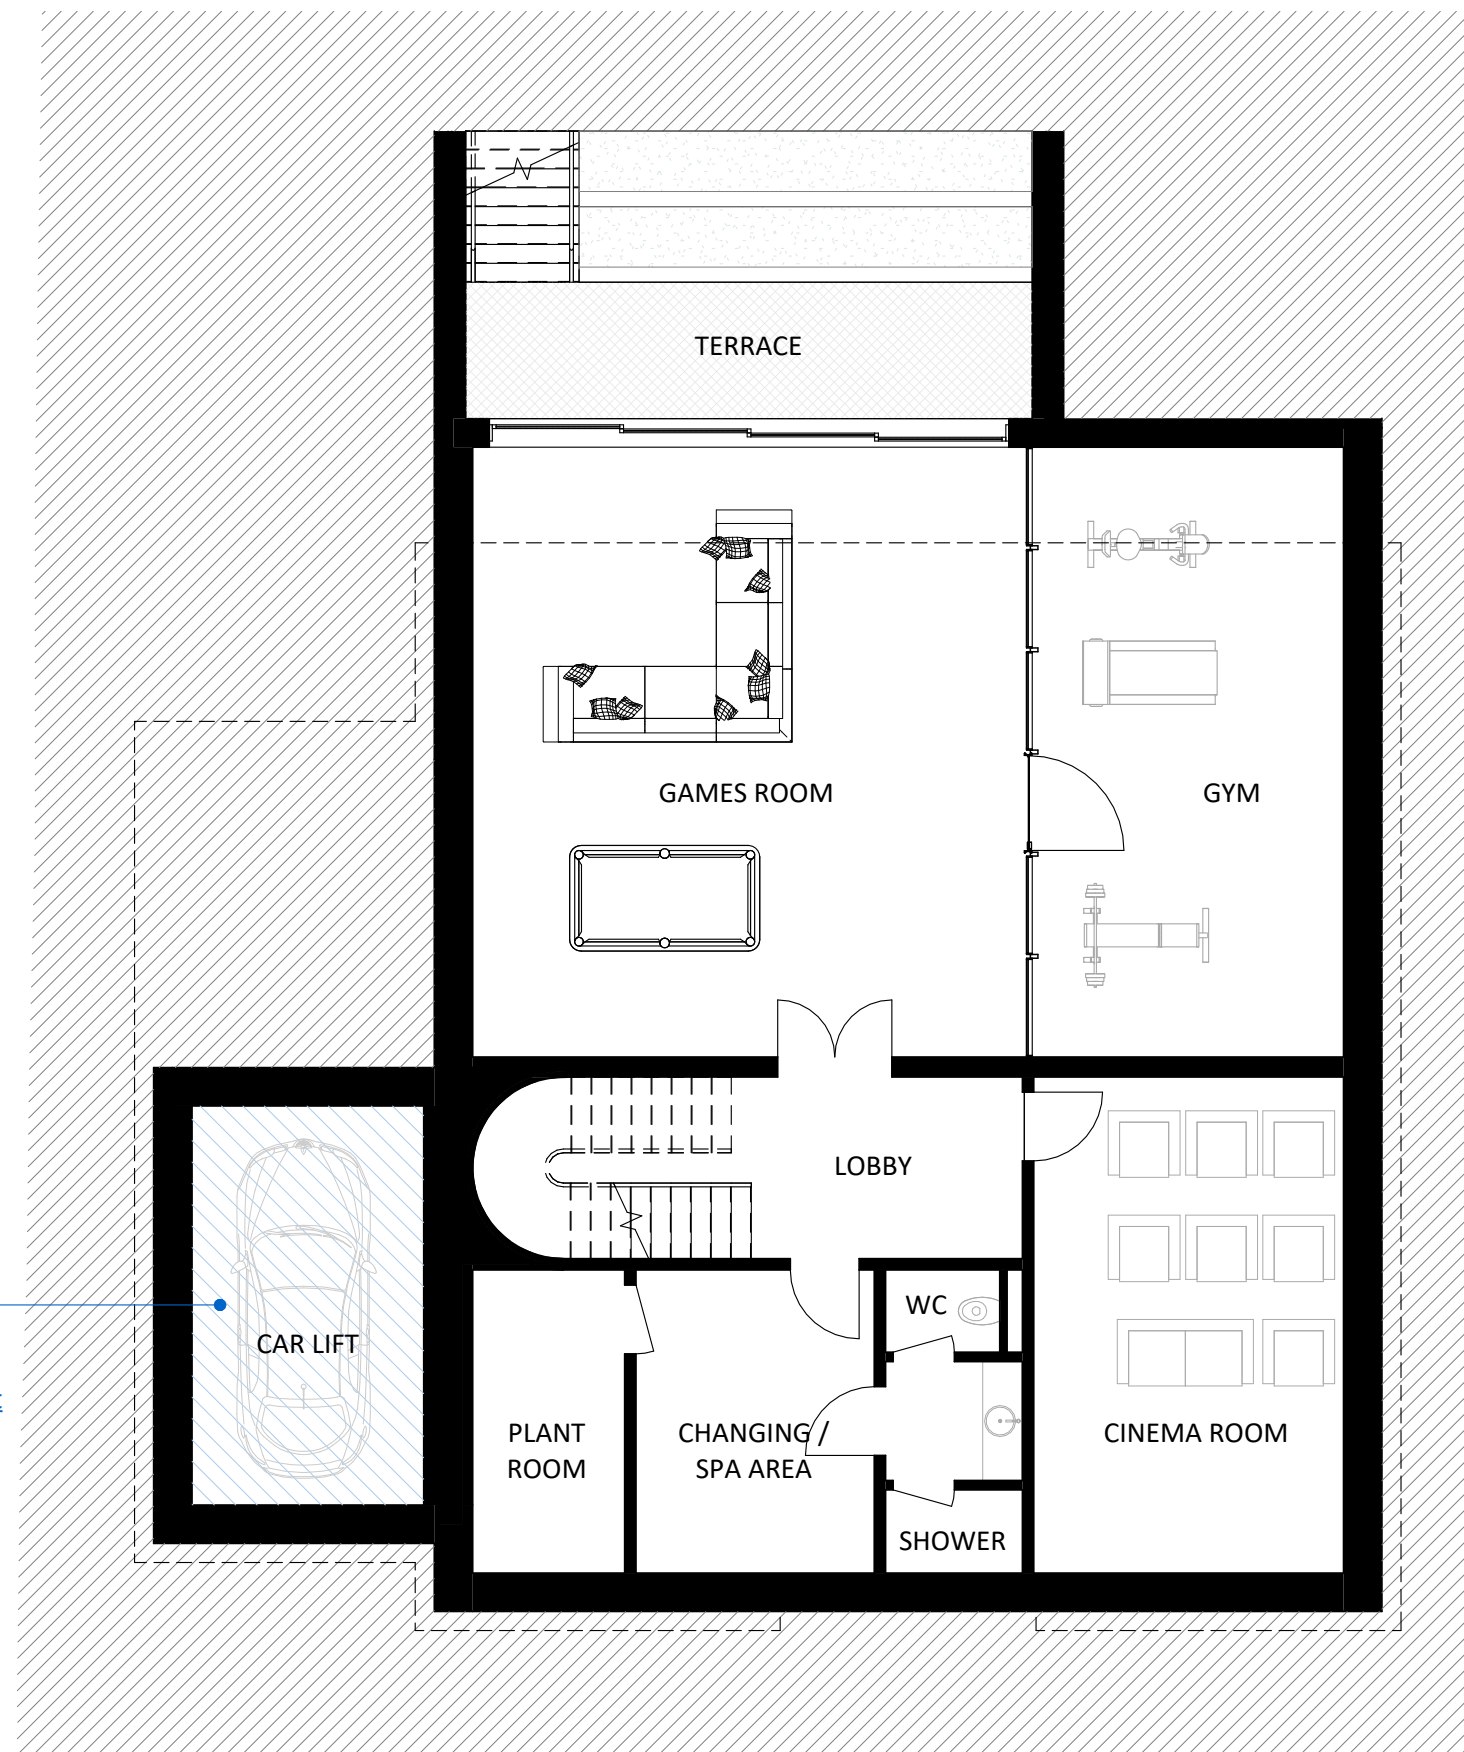 TERRACE
GAMES ROOM
GYM
LOBBY
WC
CAR LIFT
PLANT
ROOM
CHANGING /
SPA AREA
CINEMA ROOM
SHOWER